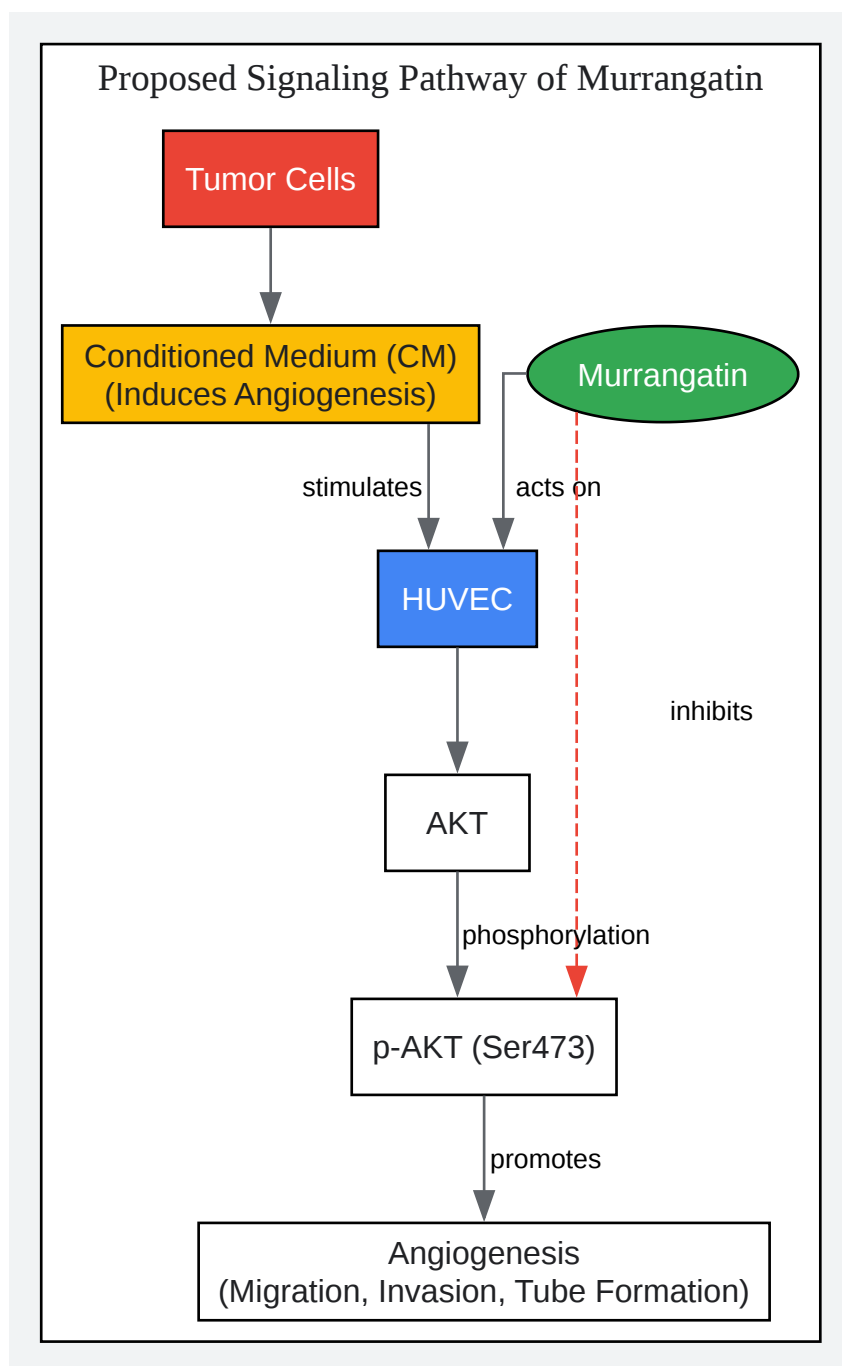 Proposed Signaling Pathway of Murrangatin
Tumor Cells
Conditioned Medium (CM)
(Induces Angiogenesis)
Murrangatin
stimulates
acts on
HUVEC
inhibits
AKT
phosphorylation
p-AKT (Ser473)
promotes
Angiogenesis
(Migration, Invasion, Tube Formation)